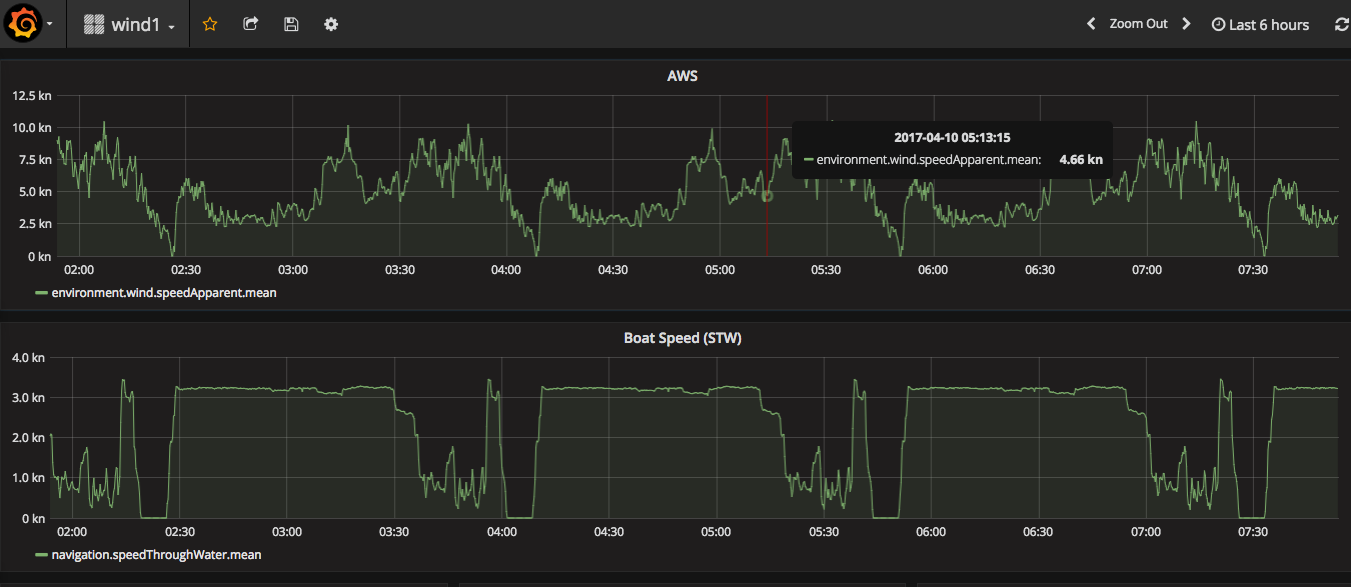 wind1
Zoom Out
Last 6 hours
AWS
12.5 kn
10.0 kn
7.5 kn
5.0 kn
2.5 kn
0 kn
2017-04-10 05:13:15
environment.wind.speedApparent.mean: 4.66 kn
02:00 02:30 03:00 03:30 04:00 04:30 05:00 05:30 06:00 06:30 07:00 07:30
environment.wind.speedApparent.mean
Boat Speed (STW)
4.0 kn
3.0 kn
2.0 kn
1.0 kn
0 kn
02:00 02:30 03:00 03:30 04:00 04:30 05:00 05:30 06:00 06:30 07:00 07:30
navigation.speedThroughWater.mean